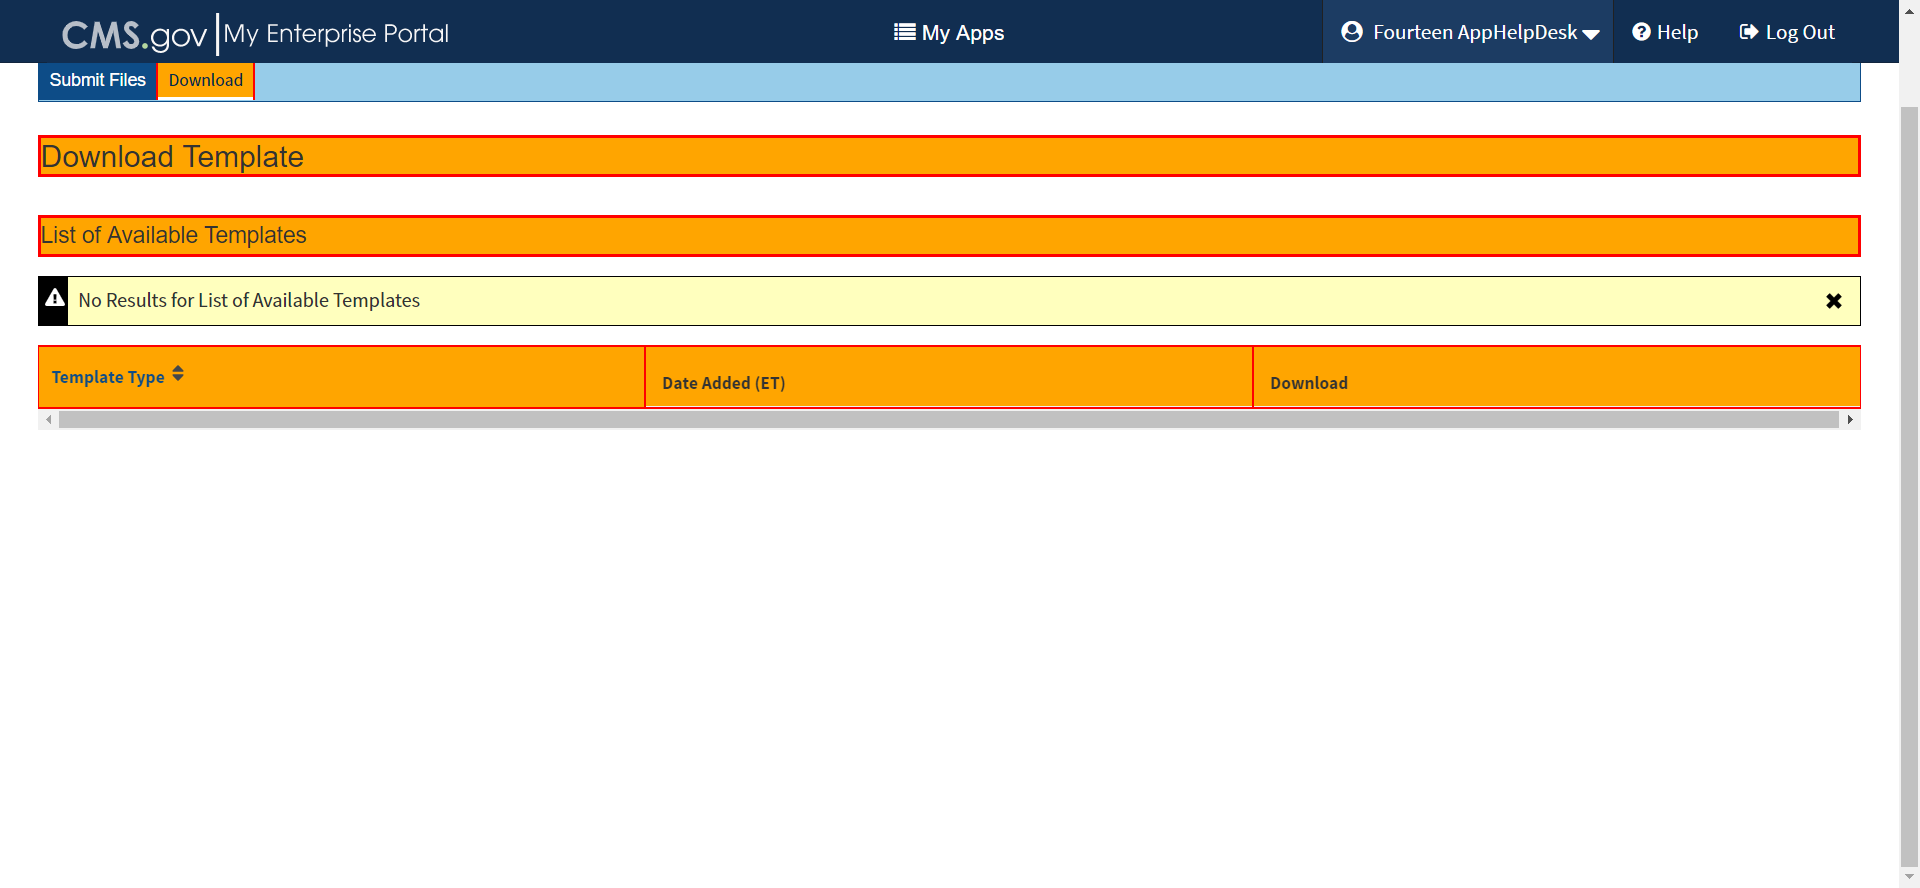 CMS.gov My Enterprise Portal
My Apps
Fourteen AppHelpDesk
Help
Log Out
Submit Files
Download
Download Template
List of Available Templates
No Results for List of Available Templates
Template Type
Date Added (ET)
Download